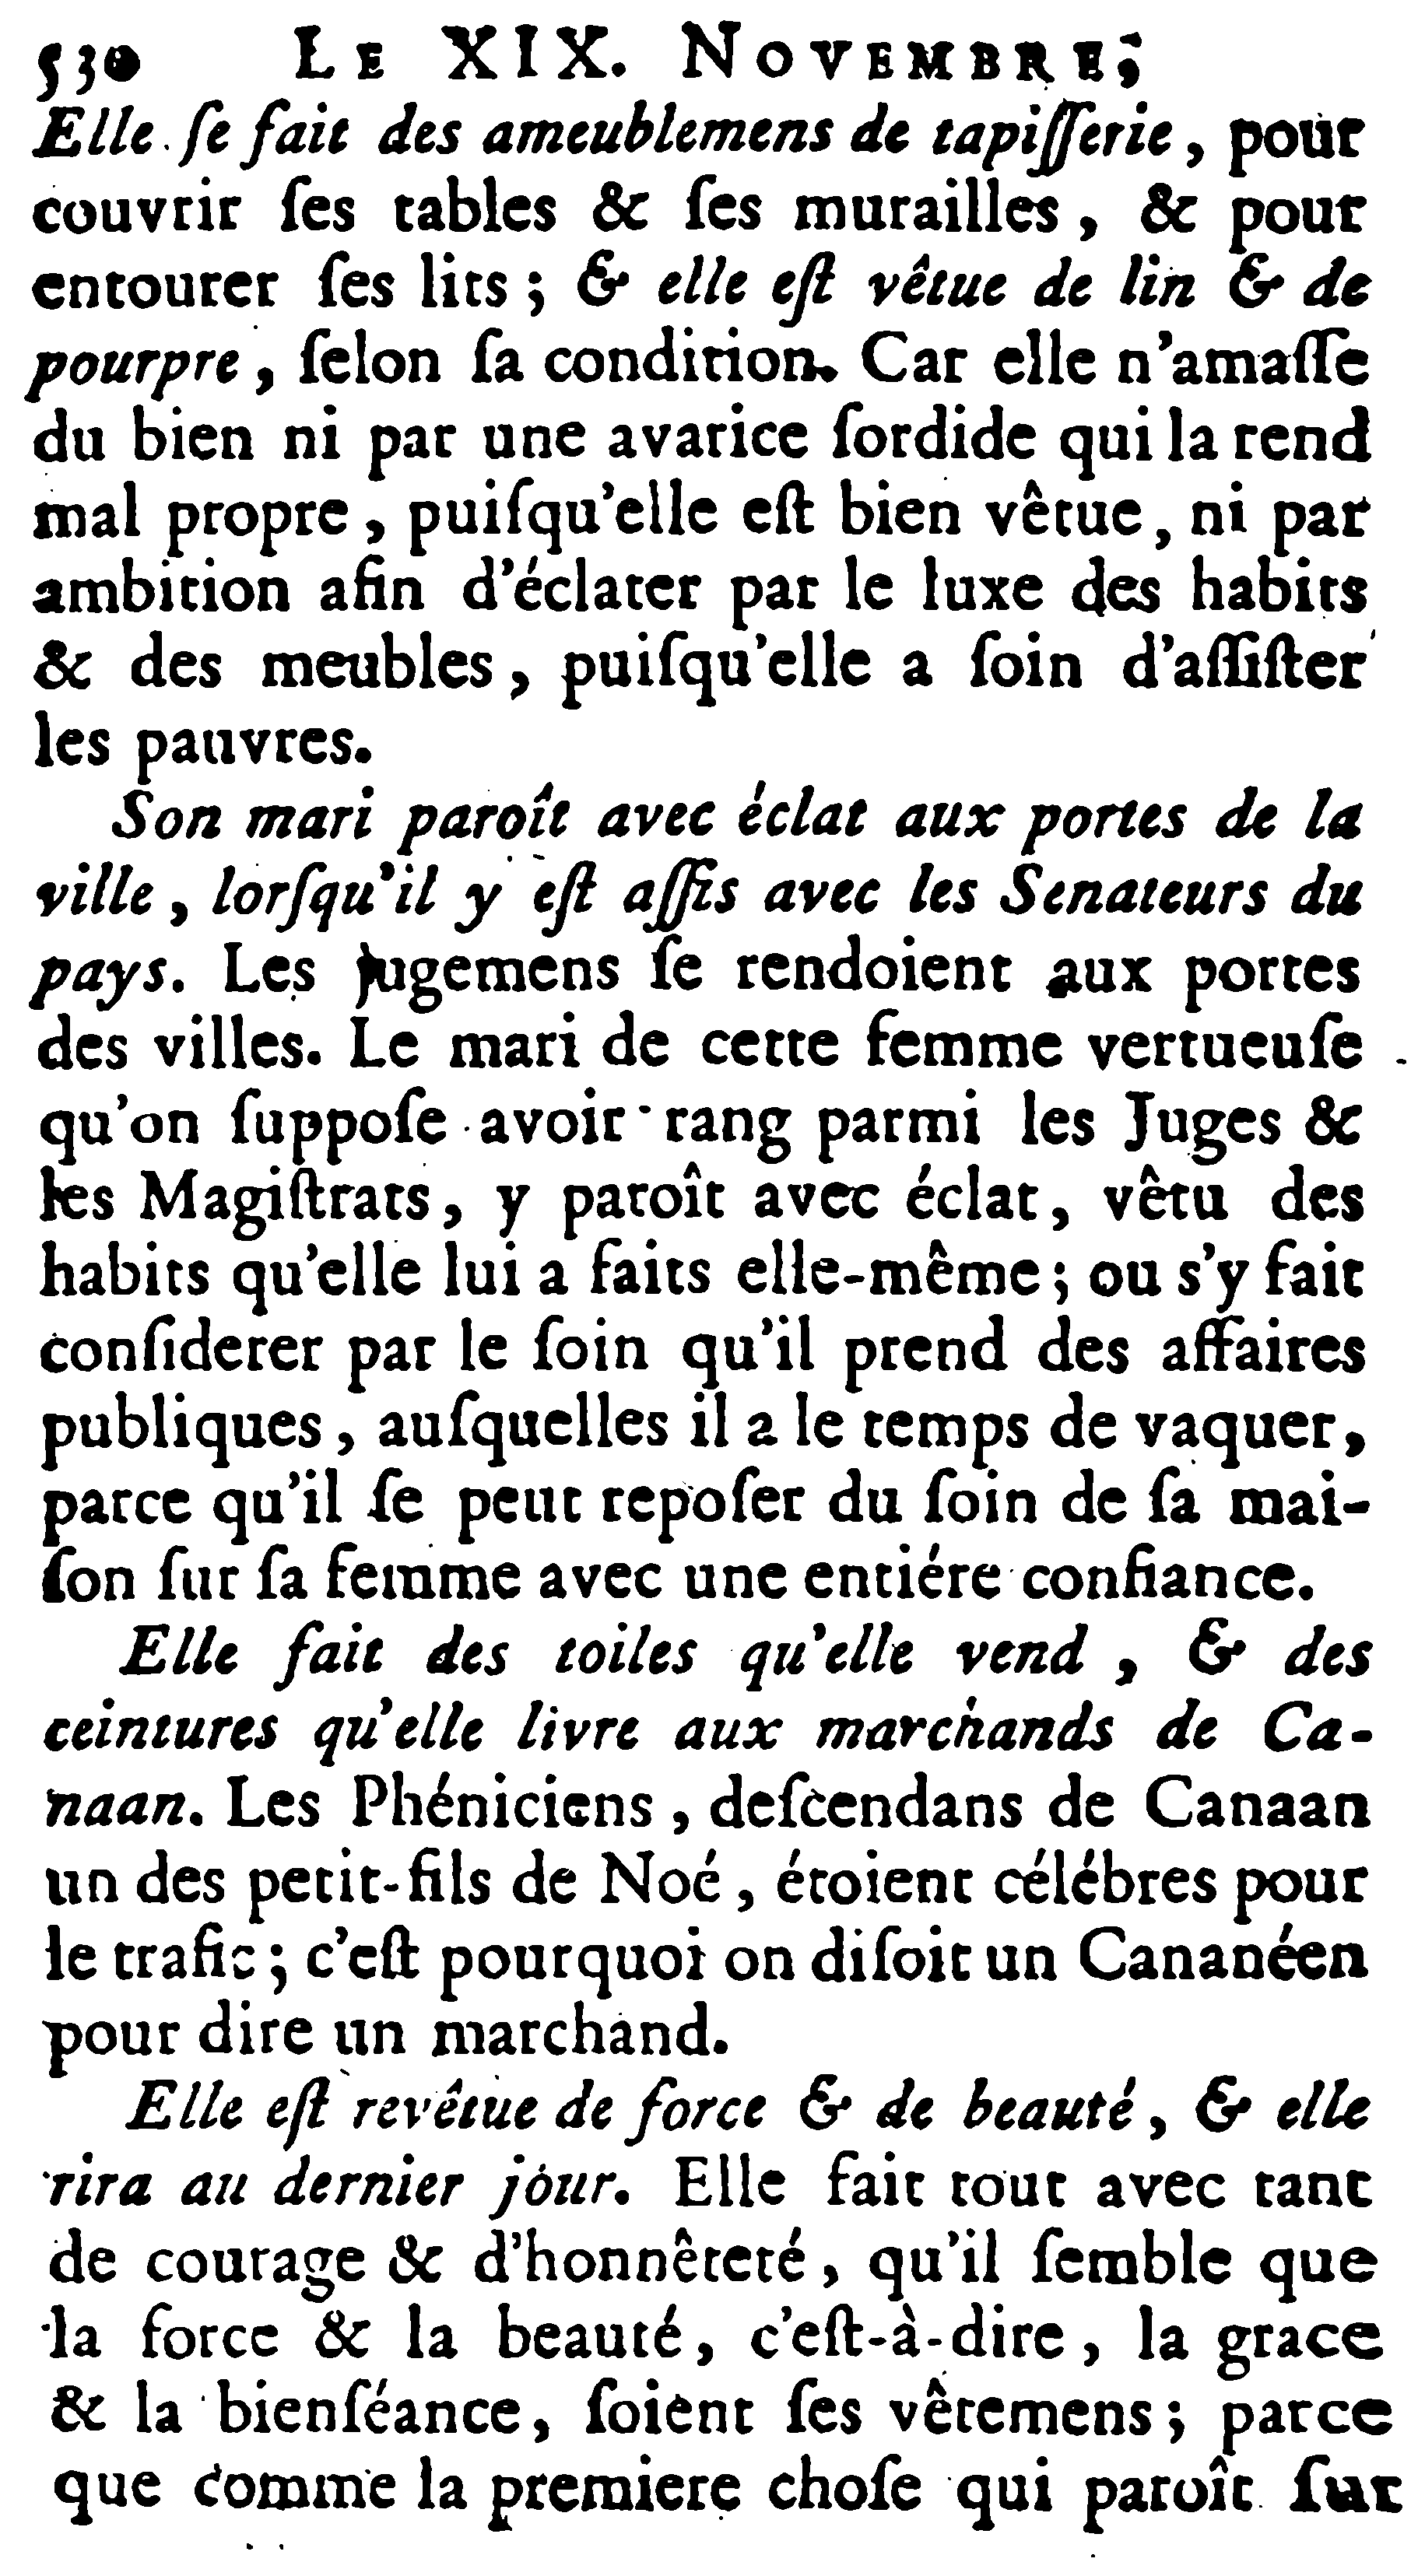 530 LE XIX. NOVEMBRE,
Elle ſe fait des ameublemens de tapiſſerie, pour
couvrir ſes tables & ſes murailles, & pour
entourer ſes lits ; & elle eſt vêtue de lin & de
pourpre, ſelon ſa condition. Car elle n'amaſſe
du bien ni par une avarice ſordide qui la rend
mal propre, puiſqu'elle eſt bien vêtue, ni par
ambition afin d'éclater par le luxe des habits
& des meubles, puiſqu'elle a ſoin d'aſſiſter
les pauvres.
Son mari paroît avec éclat aux portes de la
ville, lorſqu'il y eſt aſſis avec les Senateurs du
pays. Les jugemens ſe rendoient aux portes
des villes. Le mari de cette femme vertueuſe
qu'on ſuppoſe avoir rang parmi les Juges &
les Magiſtrats, y paroît avec éclat, vêtu des
habits qu'elle lui a faits elle-même ; ou s'y fait
conſiderer par le ſoin qu'il prend des affaires
publiques, auſquelles il a le temps de vaquer,
parce qu'il ſe peut repoſer du ſoin de ſa mai-
ſon ſur ſa femme avec une entiére confiance.
Elle fait des toiles qu'elle vend, & des
ceintures qu'elle livre aux marchands de Ca-
naan. Les Phéniciens, deſcendans de Canaan
un des petit-fils de Noé, étoient célébres pour
le trafic ; c'eſt pourquoi on diſoit un Cananéen
pour dire un marchand.
Elle eſt revêtue de force & de beauté, & elle
rira au dernier jour. Elle fait tout avec tant
de courage & d'honnêteté, qu'il ſemble que
la force & la beauté, c'eſt-à-dire, la grace
& la bienſéance, ſoient ſes vêtemens ; parce
que comme la premiere choſe qui paroît ſur